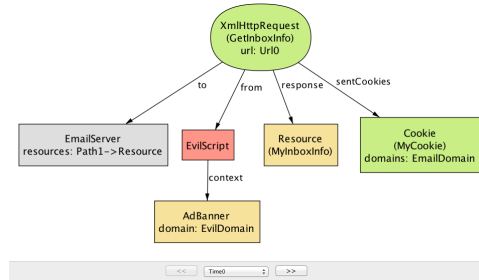 XmlHttpRequest
(GetInboxInfo)
url: Url0
to
from
response
sentCookies
EmailServer
resources: Path1->Resource
EvilScript
Resource
(MyInboxInfo)
Cookie
(MyCookie)
domains: EmailDomain
context
AdBanner
domain: EvilDomain
<<
Time0
>>